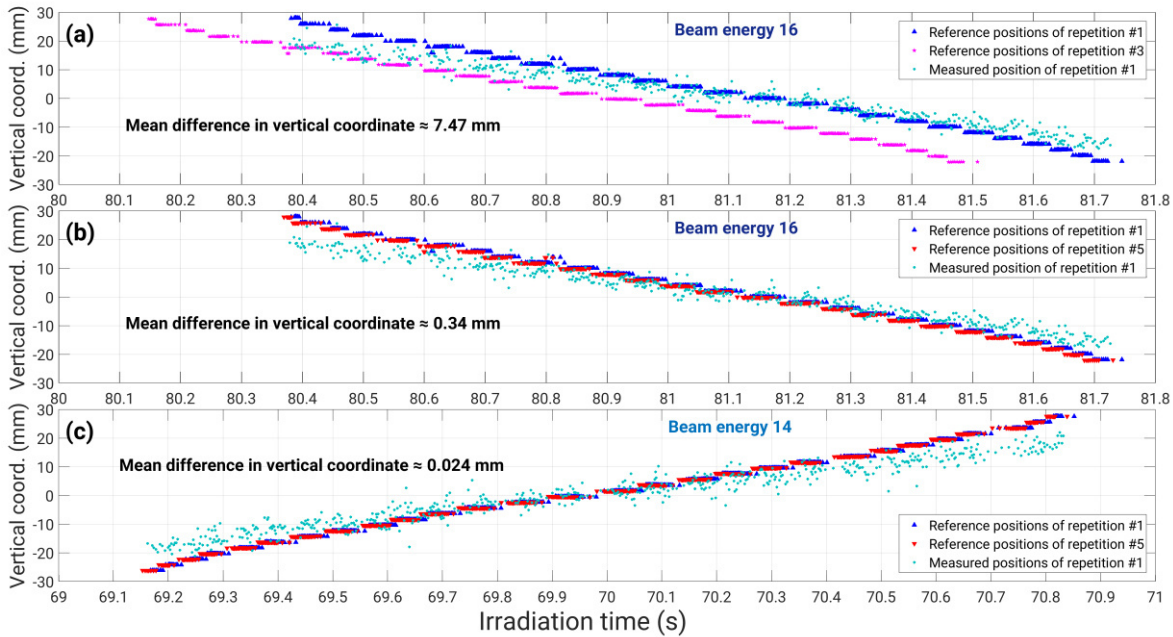 (a)
Beam energy 16
Reference positions of repetition #1
Reference positions of repetition #3
Measured position of repetition #1
Mean difference in vertical coordinate ≈ 7.47 mm
Vertical coord. (mm)
30
20
10
0
-10
-20
-30
80 80.1 80.2 80.3 80.4 80.5 80.6 80.7 80.8 80.9 81 81.1 81.2 81.3 81.4 81.5 81.6 81.7 81.8
(b)
Beam energy 16
Reference positions of repetition #1
Reference positions of repetition #5
Measured position of repetition #1
Mean difference in vertical coordinate ≈ 0.34 mm
Vertical coord. (mm)
30
20
10
0
-10
-20
-30
80 80.1 80.2 80.3 80.4 80.5 80.6 80.7 80.8 80.9 81 81.1 81.2 81.3 81.4 81.5 81.6 81.7 81.8
(c)
Beam energy 14
Mean difference in vertical coordinate ≈ 0.024 mm
Reference positions of repetition #1
Reference positions of repetition #5
Measured position of repetition #1
Vertical coord. (mm)
30
20
10
0
-10
-20
-30
69 69.1 69.2 69.3 69.4 69.5 69.6 69.7 69.8 69.9 70 70.1 70.2 70.3 70.4 70.5 70.6 70.7 70.8 70.9 71
Irradiation time (s)